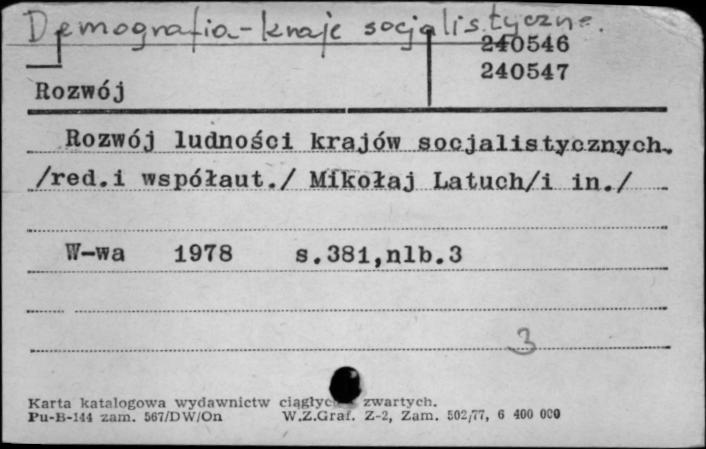 Demografia - kraje socjalistyczne.
240546
240547
Rozwój
Rozwój ludności krajów socjalistycznych.
/red.i współaut./ Mikołaj Latuch/i in./
W-wa 1978 s.381,nlb.3
3
Karta katalogowa wydawnictw zwartych.
Pu-B-144 zam. 567/DW/On W.Z.Graf. Z-2, Zam. 502/77, 6 400 000